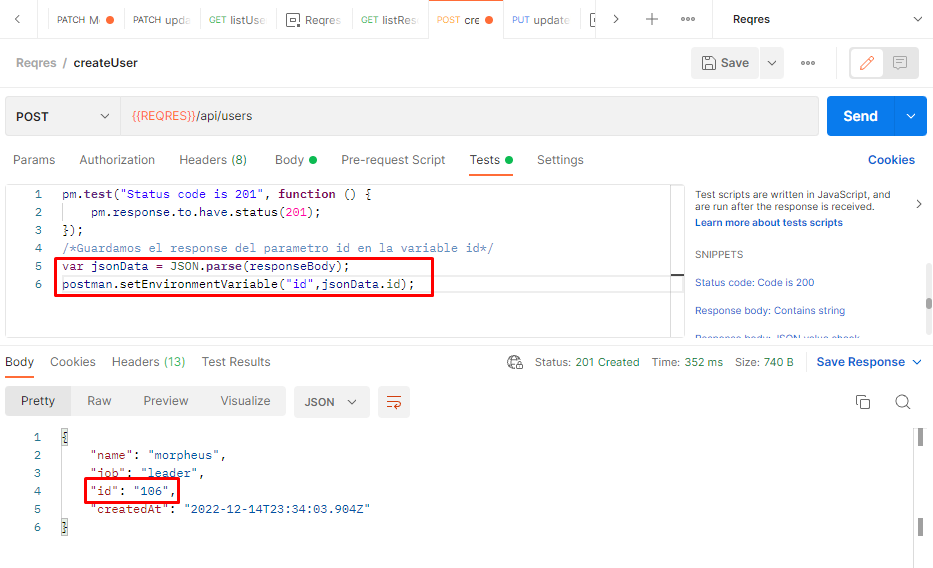 PATCH M
PATCH upda
GET listUse
Reqres
GET listRes
POST cre
PUT update
Reqres
Reqres / createUser
Save
POST
{{REQRES}}/api/users
Send
Params
Authorization
Headers (8)
Body
Pre-request Script
Tests
Settings
Cookies
1 pm.test("Status code is 201", function () {
2 pm.response.to.have.status(201);
3 });
4 /*Guardamos el response del parametro id en la variable id*/
5 var jsonData = JSON.parse(responseBody);
6 postman.setEnvironmentVariable("id",jsonData.id);
Test scripts are written in JavaScript, and
are run after the response is received.
Learn more about tests scripts
SNIPPETS
Status code: Code is 200
Response body: Contains string
Response body: JSON value check
Body
Cookies
Headers (13)
Test Results
Status: 201 Created
Time: 352 ms
Size: 740 B
Save Response
Pretty
Raw
Preview
Visualize
JSON
1 {
2 "name": "morpheus",
3 "job": "leader",
4 "id": "106",
5 "createdAt": "2022-12-14T23:34:03.904Z"
6 }